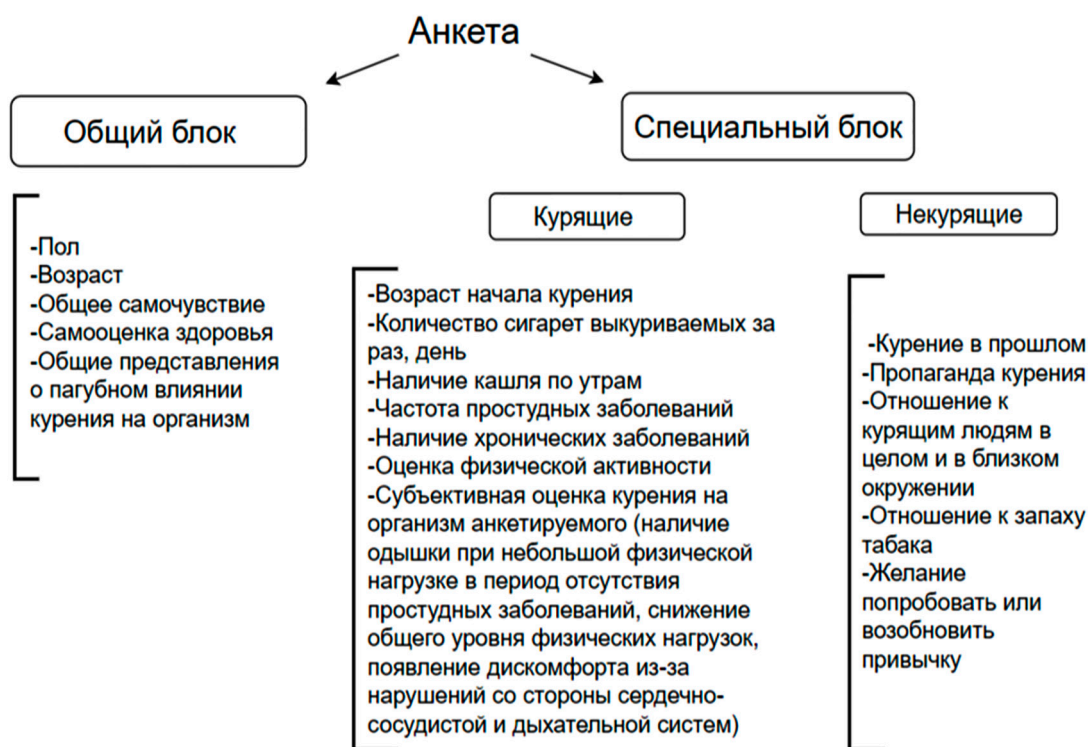 Анкета
Общий блок
Специальный блок
-Пол
-Возраст
-Общее самочувствие
-Самооценка здоровья
-Общие представления
о пагубном влиянии
курения на организм
Курящие
-Возраст начала курения
-Количество сигарет выкуриваемых за
раз, день
-Наличие кашля по утрам
-Частота простудных заболеваний
-Наличие хронических заболеваний
-Оценка физической активности
-Субъективная оценка курения на
организм анкетируемого (наличие
одышки при небольшой физической
нагрузке в период отсутствия
простудных заболеваний, снижение
общего уровня физических нагрузок,
появление дискомфорта из-за
нарушений со стороны сердечно-
сосудистой и дыхательной систем)
Некурящие
-Курение в прошлом
-Пропаганда курения
-Отношение к
курящим людям в
целом и в близком
окружении
-Отношение к запаху
табака
-Желание
попробовать или
возобновить
привычку